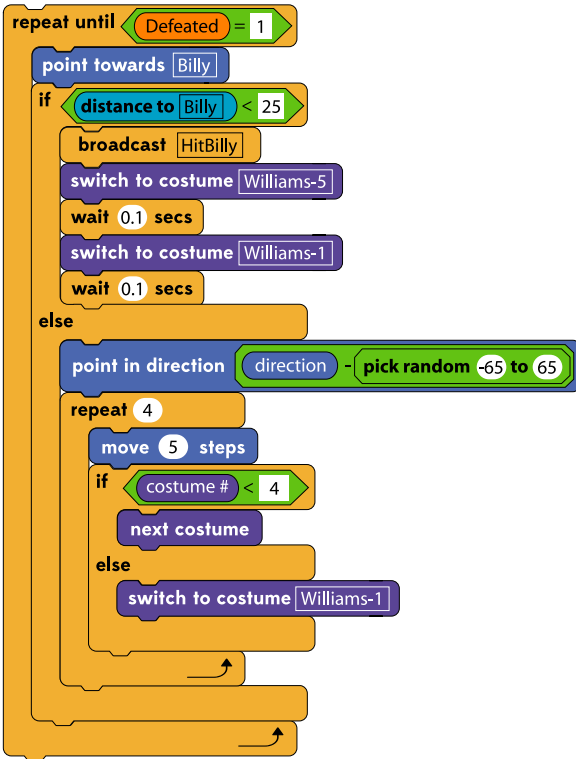 repeat until Defeated = 1
point towards Billy
if distance to Billy < 25
broadcast HitBilly
switch to costume Williams-5
wait 0.1 secs
switch to costume Williams-1
wait 0.1 secs
else
point in direction direction - pick random -65 to 65
repeat 4
move 5 steps
if costume # < 4
next costume
else
switch to costume Williams-1